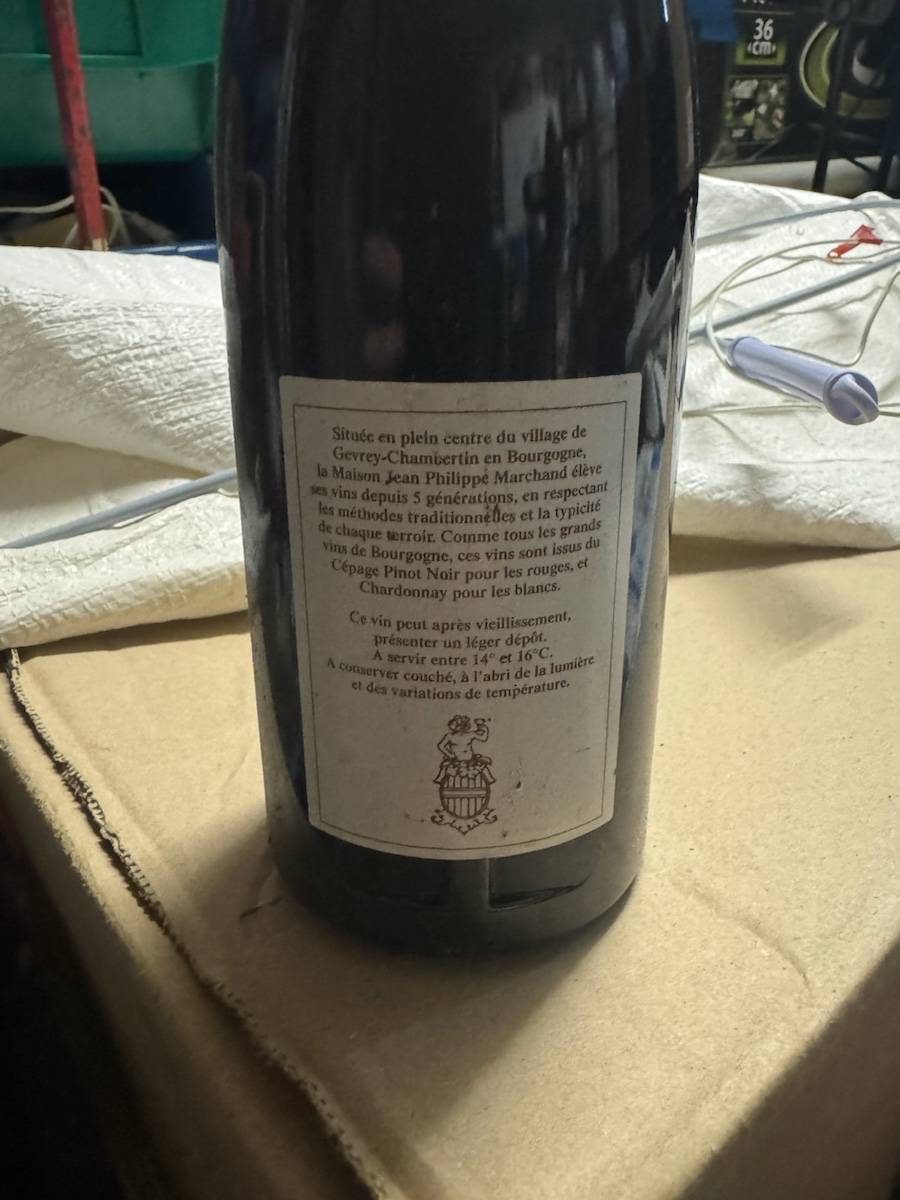 36
cm
Située en plein centre du village de
Gevrey-Chambertin en Bourgogne,
la Maison Jean Philippe Marchand élève
ses vins depuis 5 générations, en respectant
les méthodes traditionnelles et la typicité
de chaque terroir. Comme tous les grands
vins de Bourgogne, ces vins sont issus du
Cépage Pinot Noir pour les rouges, et
Chardonnay pour les blancs.
Ce vin peut après vieillissement,
présenter un léger dépôt.
A servir entre 14° et 16°C.
A conserver couché, à l'abri de la lumière
et des variations de température.